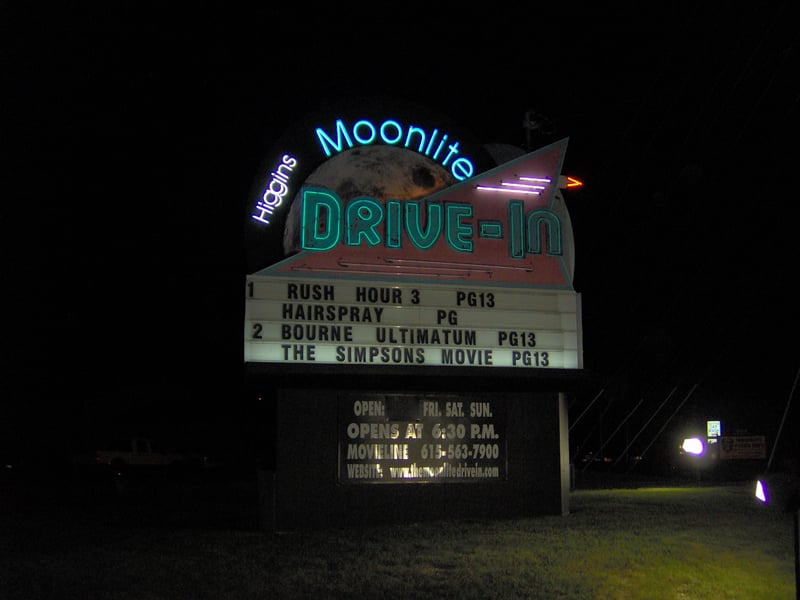 Higgins
Moonlite
DRIVE-In
1 RUSH HOUR 3 PG13
HAIRSPRAY PG
2 BOURNE ULTIMATUM PG13
THE SIMPSONS MOVIE PG13
OPEN: FRI. SAT. SUN.
OPENS AT 6:30 P.M.
MOVIELINE 615-563-7900
WEBSITE: www.themoonlitedrivein.com